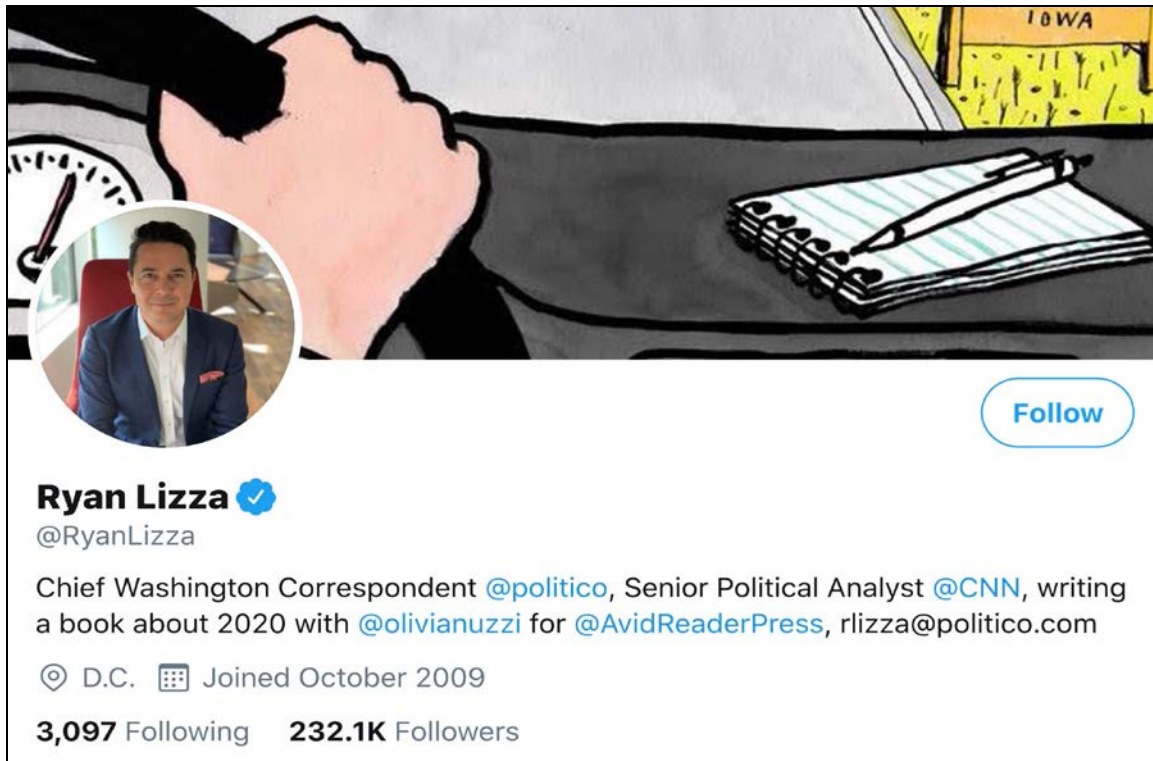 IOWA
Follow
Ryan Lizza
@RyanLizza
Chief Washington Correspondent @politico, Senior Political Analyst @CNN, writing
a book about 2020 with @olivianuzzi for @AvidReaderPress, rlizza@politico.com
D.C. Joined October 2009
3,097 Following 232.1K Followers